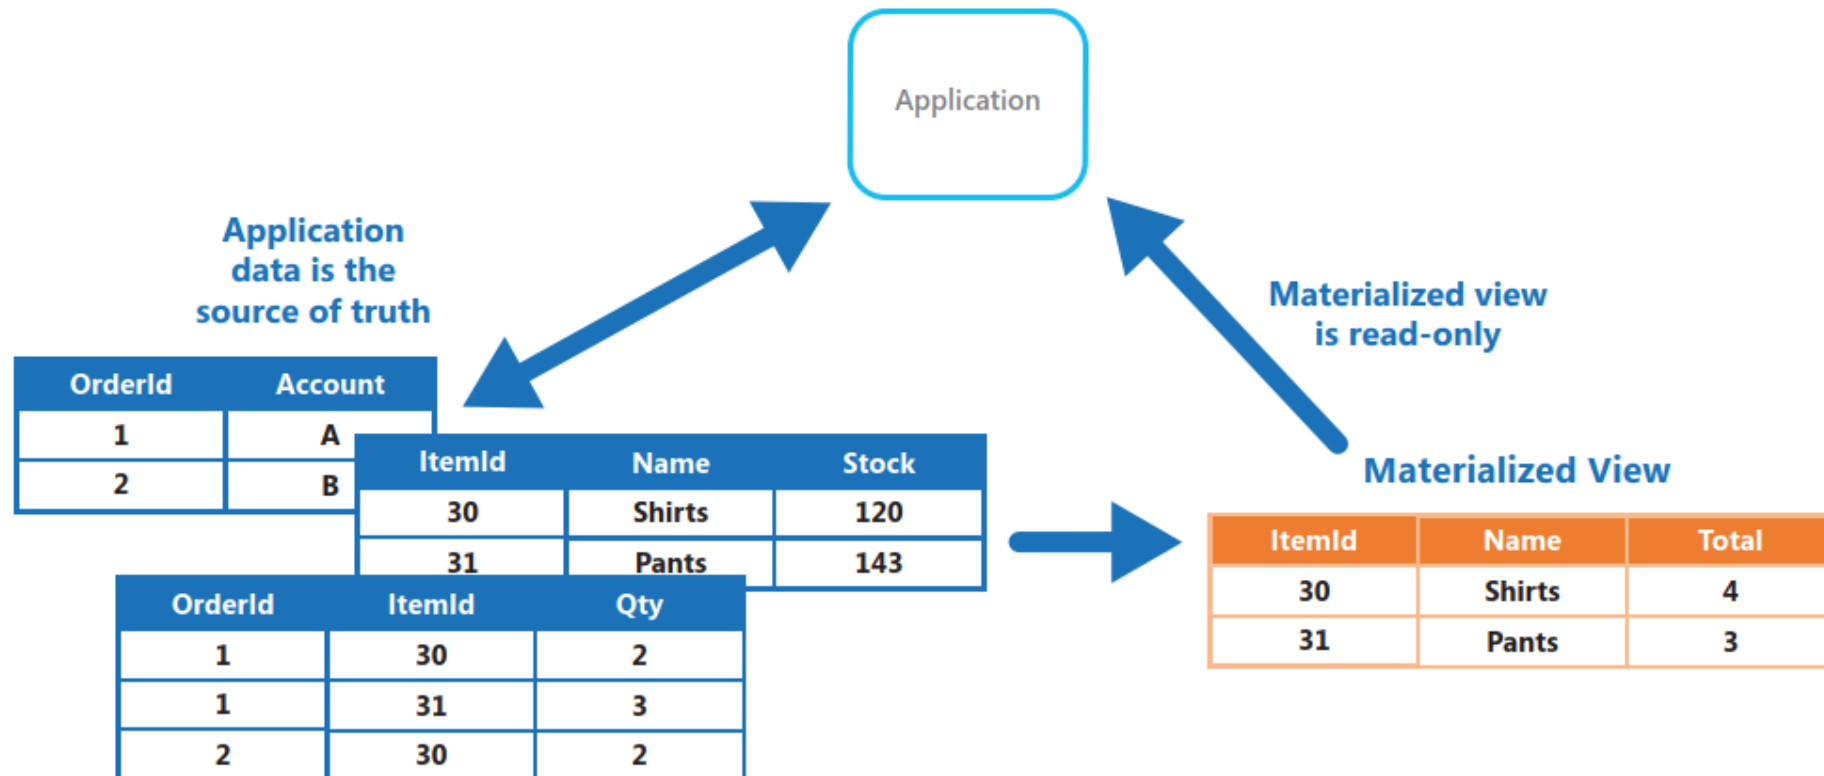 Application
Application
data is the
source of truth
Materialized view
is read-only
OrderId Account
1 A
2 B
ItemId Name Stock
30 Shirts 120
31 Pants 143
OrderId ItemId Qty
1 30 2
1 31 3
2 30 2
Materialized View
ItemId Name Total
30 Shirts 4
31 Pants 3